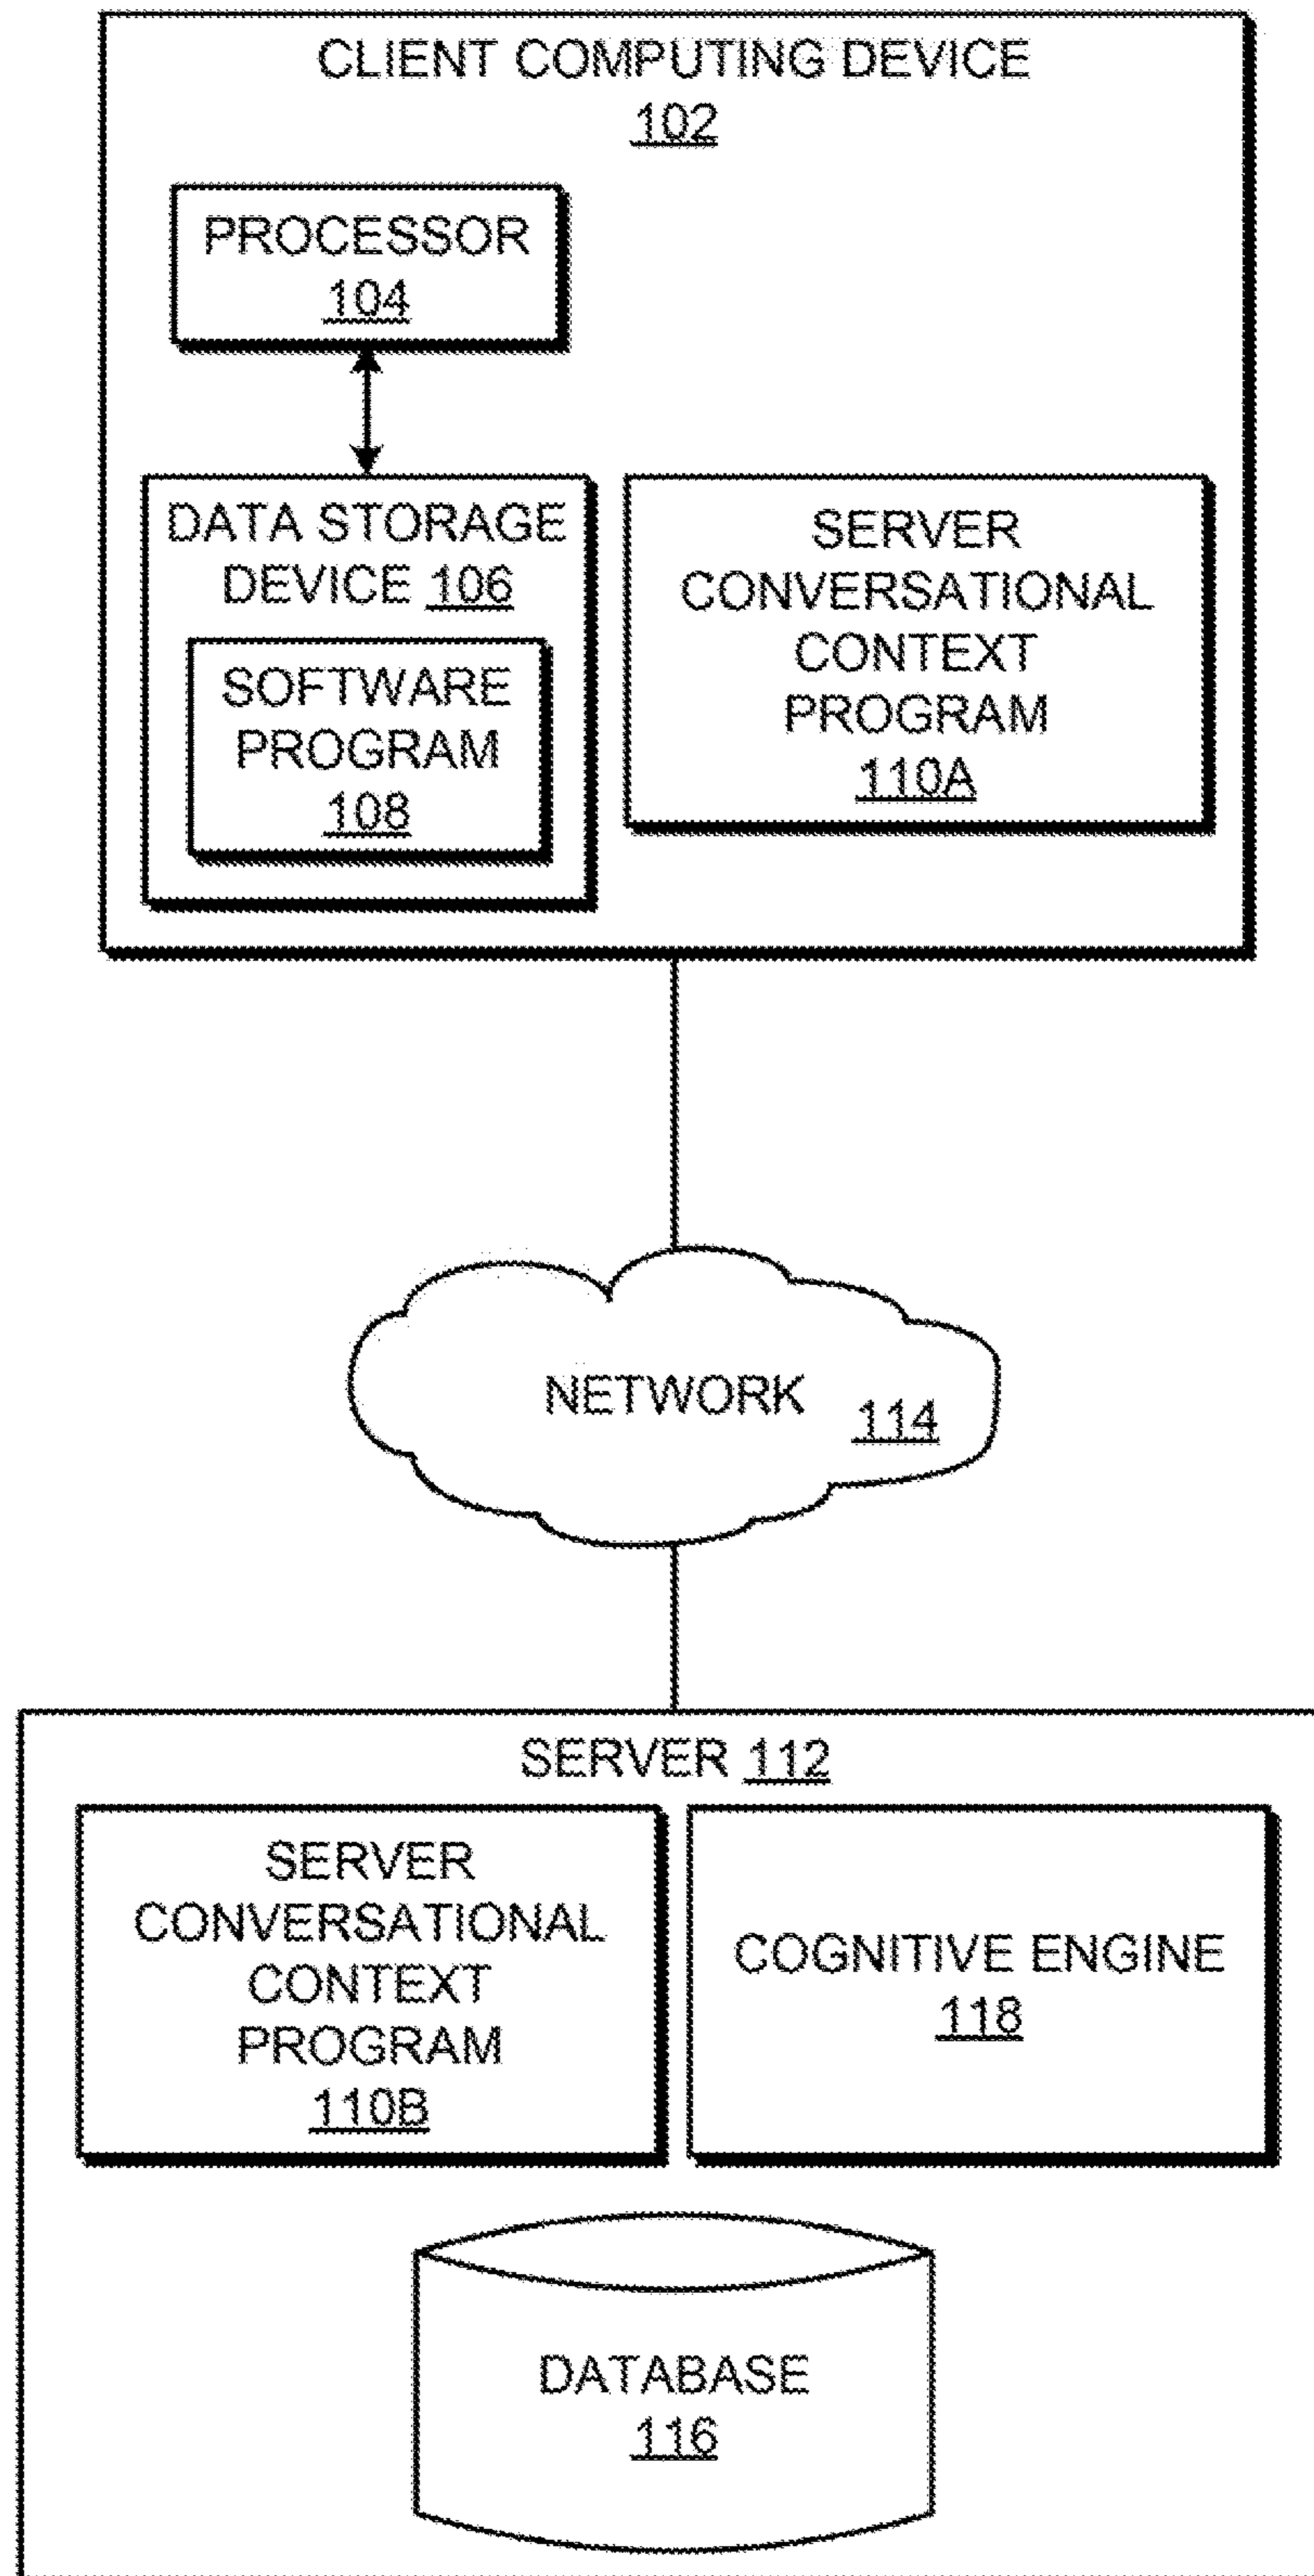 CLIENT COMPUTING DEVICE
102
PROCESSOR
104
DATA STORAGE
DEVICE 106
SOFTWARE
PROGRAM
108
SERVER
CONVERSATIONAL
CONTEXT
PROGRAM
110A
NETWORK 114
SERVER 112
SERVER
CONVERSATIONAL
CONTEXT
PROGRAM
110B
COGNITIVE ENGINE
118
DATABASE
116